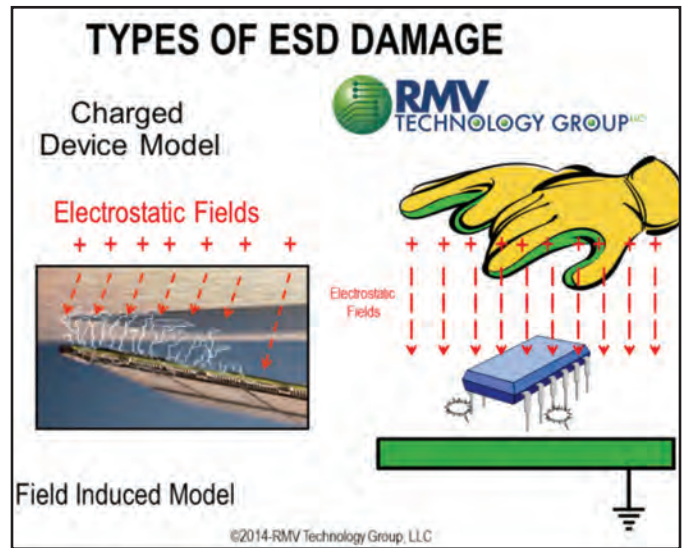 TYPES OF ESD DAMAGE
Charged
Device Model
RMV
TECHNOLOGY GROUP LLC
Electrostatic Fields
+ + + + + + +
+ + + + + + + + +
Electrostatic
Fields
Field Induced Model
©2014-RMV Technology Group, LLC